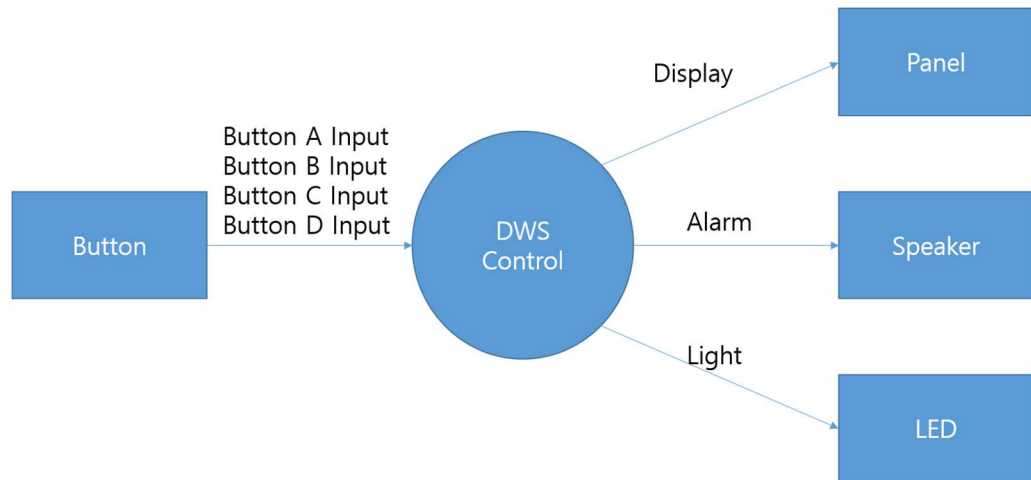 Button
Button A Input
Button B Input
Button C Input
Button D Input
DWS
Control
Display
Panel
Alarm
Speaker
Light
LED